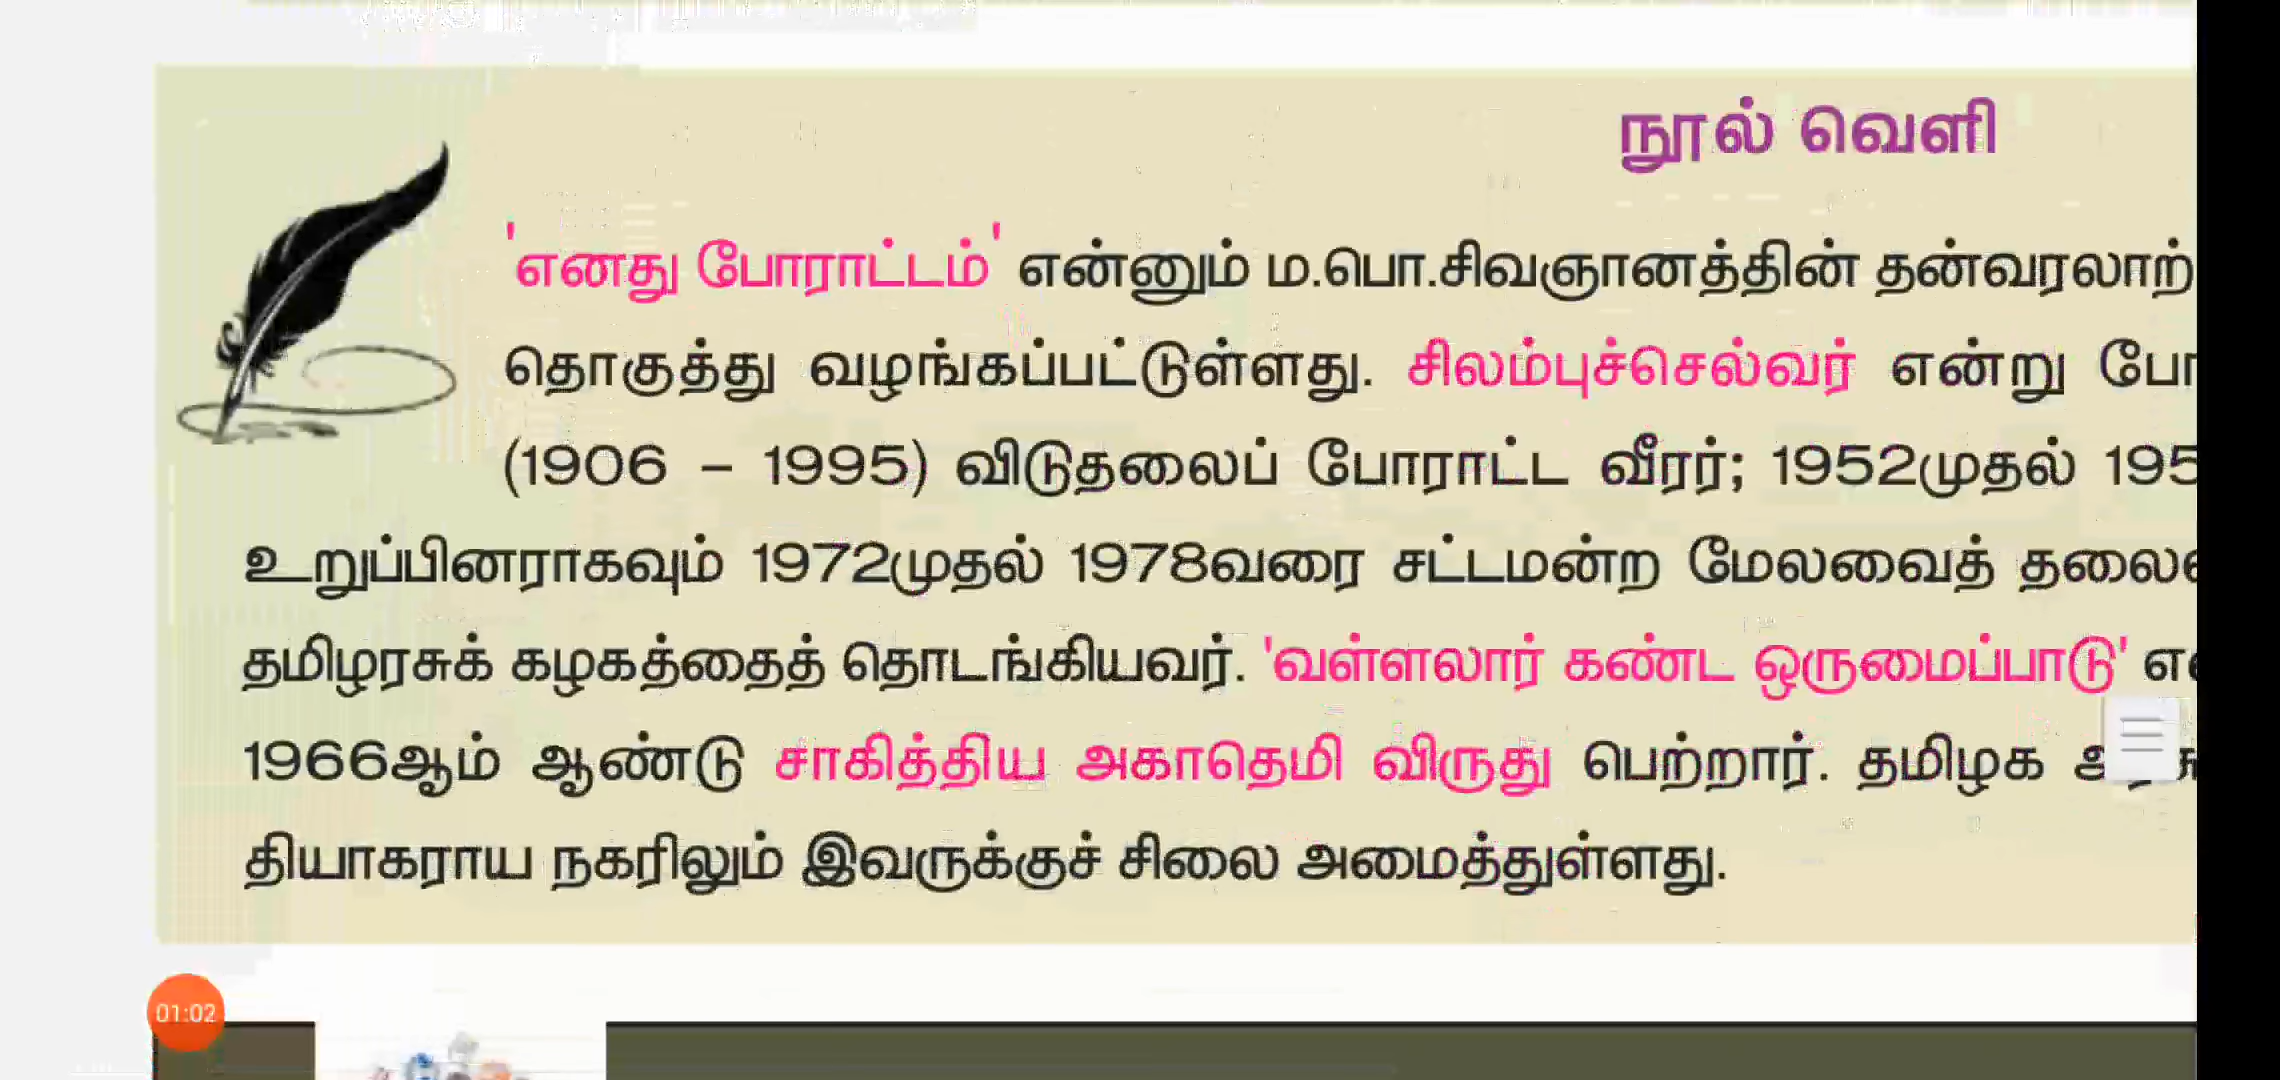 நூல் வெளி
'எனது போராட்டம்' என்னும் ம.பொ.சிவஞானத்தின் தன்வரலாற்
தொகுத்து வழங்கப்பட்டுள்ளது. சிலம்புச்செல்வர் என்று
(1906 – 1995) விடுதலைப் போராட்ட வீரர்; 1952முதல் 195
உறுப்பினராகவும் 1972முதல் 1978வரை சட்டமன்ற மேலவைத்
தமிழரசுக் கழகத்தைத் தொடங்கியவர். 'வள்ளலார் கண்ட ஒருமைப்பாடு'
1966ஆம் ஆண்டு சாகித்திய அகாதெமி விருது பெற்றார். தமிழக
தியாகராய நகரிலும் இவருக்குச் சிலை அமைத்துள்ளது.
01:02